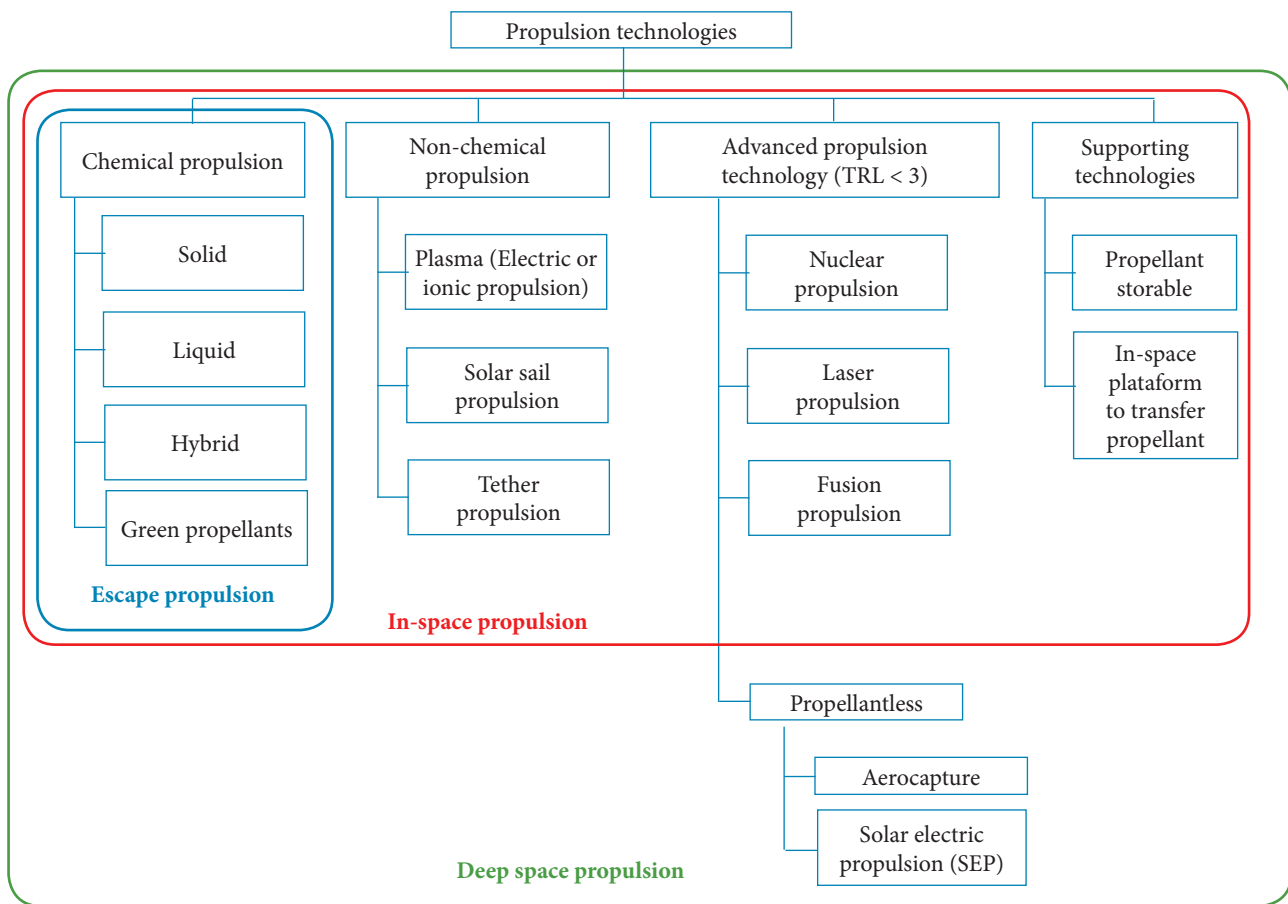 Propulsion technologies
Chemical propulsion
Solid
Liquid
Hybrid
Green propellants
Escape propulsion
Non-chemical
propulsion
Plasma (Electric or
ionic propulsion)
Solar sail
propulsion
Tether
propulsion
In-space propulsion
Advanced propulsion
technology (TRL < 3)
Nuclear
propulsion
Laser
propulsion
Fusion
propulsion
Propellantless
Aerocapture
Solar electric
propulsion (SEP)
Supporting
technologies
Propellant
storable
In-space
plataform
to transfer
propellant
Deep space propulsion